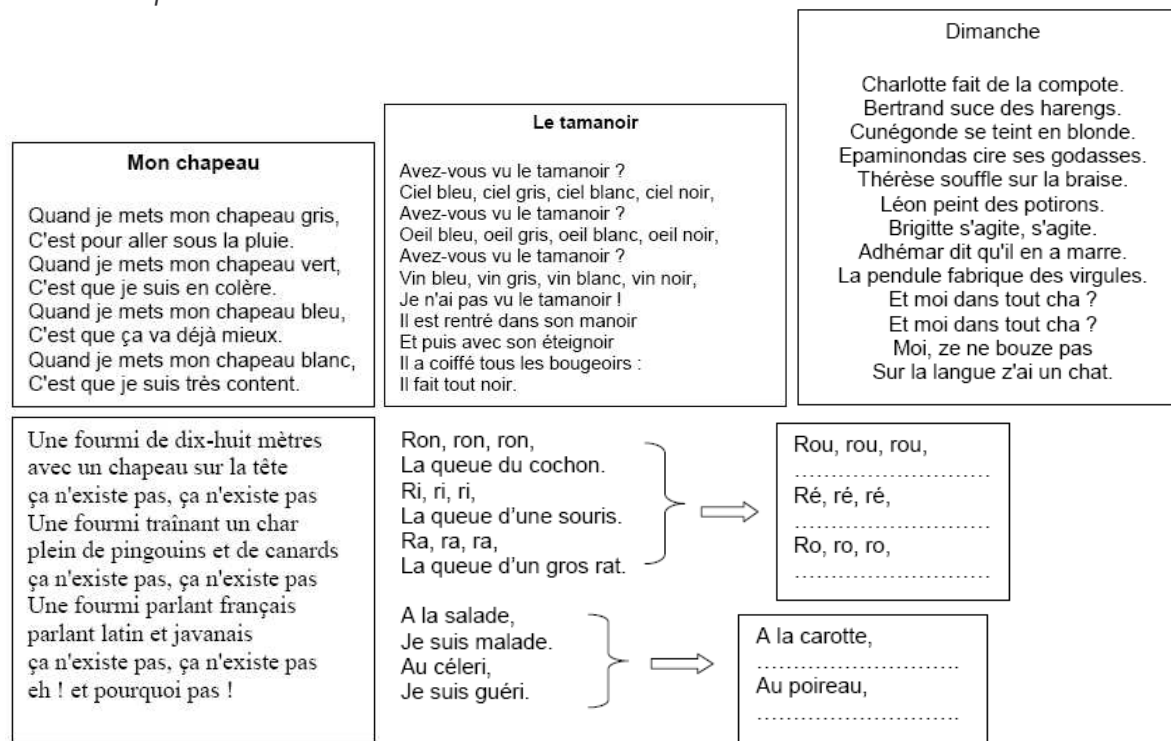 Mon chapeau
Quand je mets mon chapeau gris,
C'est pour aller sous la pluie.
Quand je mets mon chapeau vert,
C'est que je suis en colère.
Quand je mets mon chapeau bleu,
C'est que ça va déjà mieux.
Quand je mets mon chapeau blanc,
C'est que je suis très content.
Le tamanoir
Avez-vous vu le tamanoir ?
Ciel bleu, ciel gris, ciel blanc, ciel noir,
Avez-vous vu le tamanoir ?
Oeil bleu, oeil gris, oeil blanc, oeil noir,
Avez-vous vu le tamanoir ?
Vin bleu, vin gris, vin blanc, vin noir,
Je n'ai pas vu le tamanoir !
Il est rentré dans son manoir
Et puis avec son éteignoir
Il a coiffé tous les bougeoirs :
Il fait tout noir.
Dimanche
Charlotte fait de la compote.
Bertrand suce des harengs.
Cunégonde se teint en blonde.
Epaminondas cire ses godasses.
Thérèse souffle sur la braise.
Léon peint des potirons.
Brigitte s'agite, s'agite.
Adhémar dit qu'il en a marre.
La pendule fabrique des virgules.
Et moi dans tout cha ?
Et moi dans tout cha ?
Moi, ze ne bouze pas
Sur la langue z'ai un chat.
Une fourmi de dix-huit mètres
avec un chapeau sur la tête
ça n'existe pas, ça n'existe pas
Une fourmi traînant un char
plein de pingouins et de canards
ça n'existe pas, ça n'existe pas
Une fourmi parlant français
parlant latin et javanais
ça n'existe pas, ça n'existe pas
eh ! et pourquoi pas !
Ron, ron, ron,
La queue du cochon.
Ri, ri, ri,
La queue d'une souris.
Ra, ra, ra,
La queue d'un gros rat.
Rou, rou, rou,
..............................
Ré, ré, ré,
..............................
Ro, ro, ro,
..............................
A la salade,
Je suis malade.
Au céleri,
Je suis guéri.
A la carotte,
..............................
Au poireau,
..............................